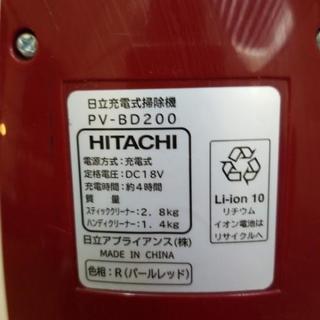 日立充電式掃除機
PV-BD200
HITACHI
電源方式：充電式
定格電圧：DC18V
充電時間：約4時間
質量
スティッククリーナー：2.8kg
ハンディクリーナー：1.4kg
日立アプライアンス(株)
MADE IN CHINA
色相：R(パールレッド)
Li-ion 10
リチウム
イオン電池は
リサイクルへ